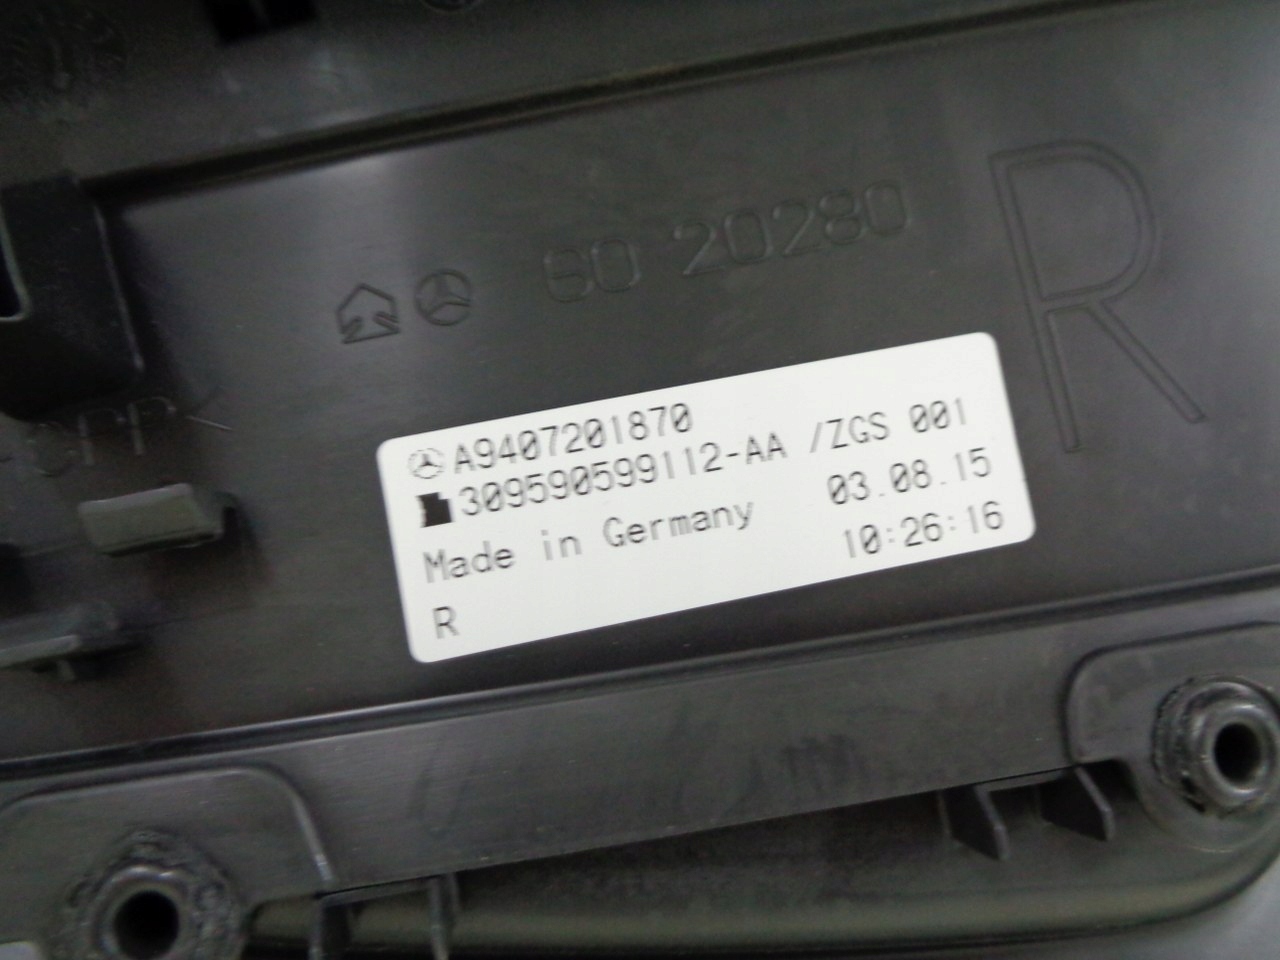 60 20280
R
A9407201870
309590599112-AA /ZGS 001
Made in Germany 03.08.15
R 10:26:16